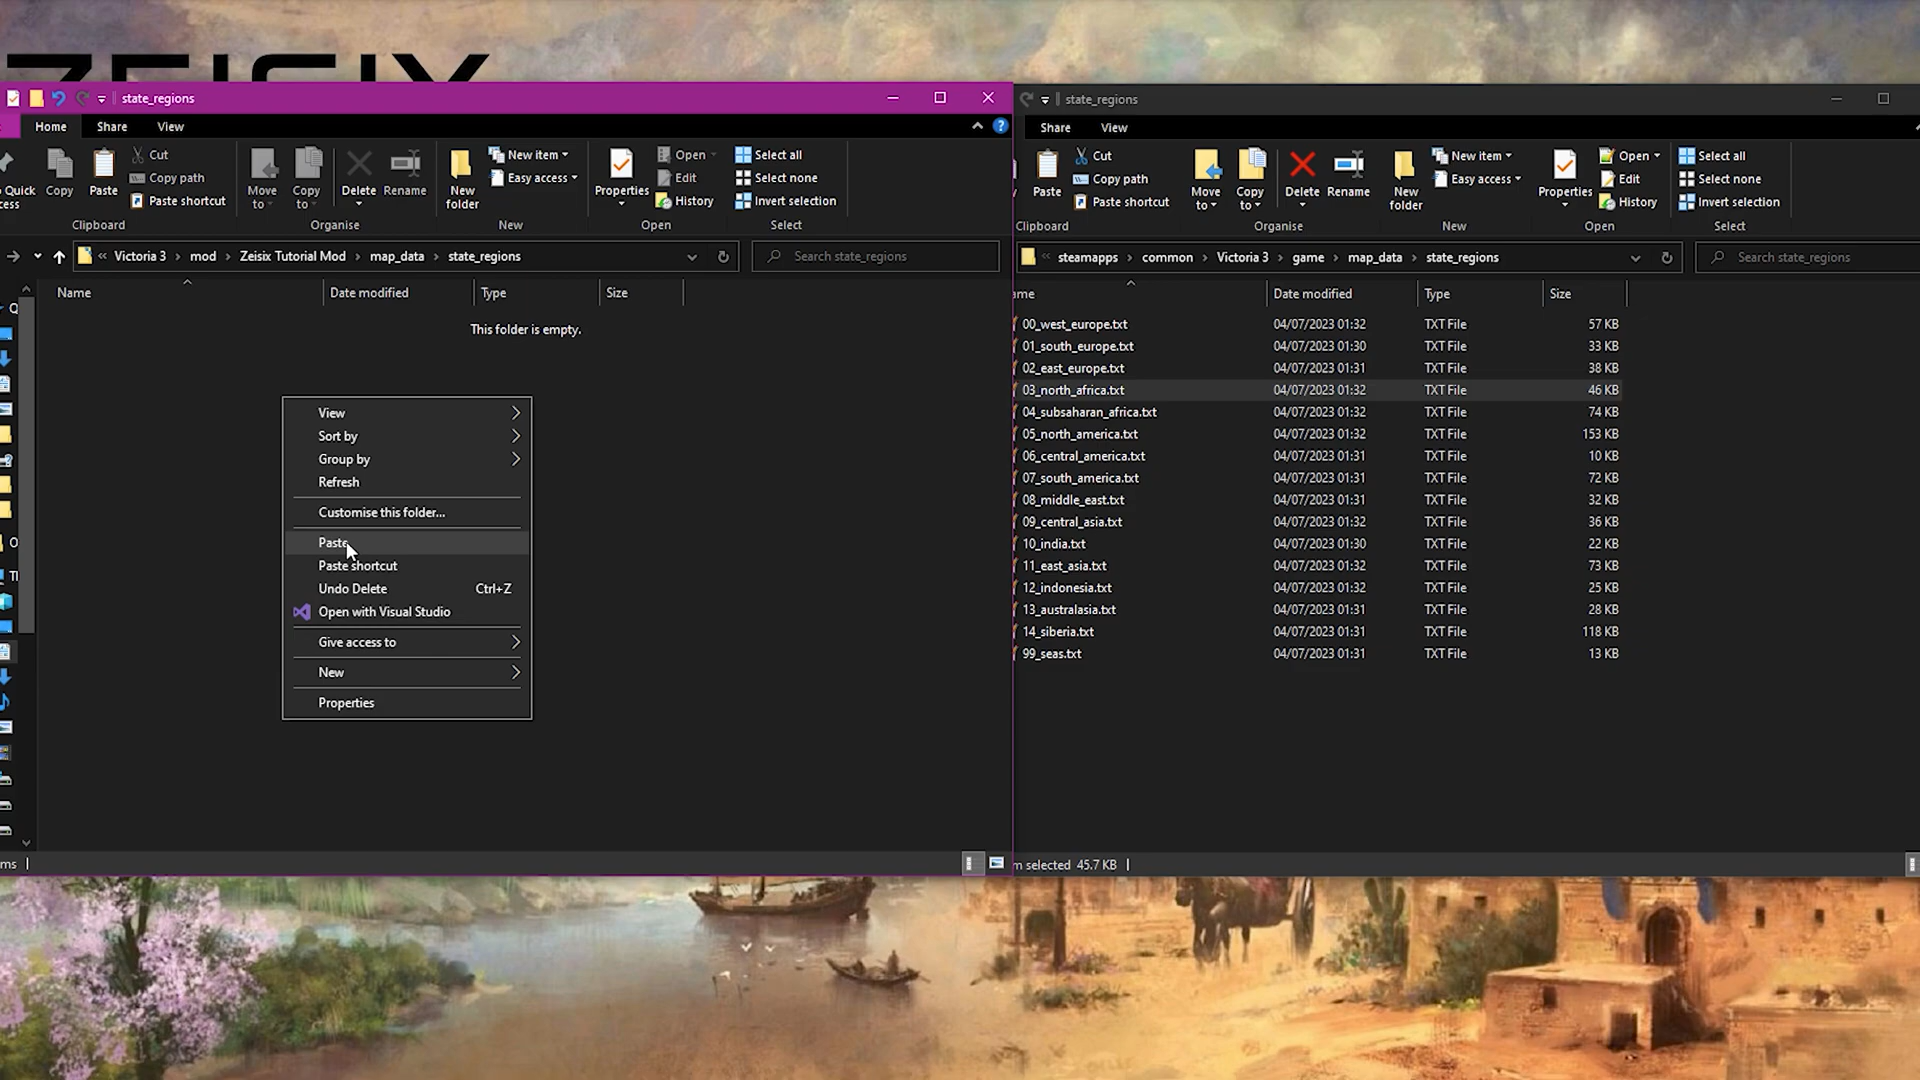 ZEISIX
state_regions
Home Share View
Quick
Copy
Paste
Cut
Copy path
Paste shortcut
Move to
Copy to
Delete
Rename
New folder
New item
Easy access
Properties
Open
Edit
History
Select all
Select none
Invert selection
Clipboard Organise New Open Select
« Victoria 3 › mod › Zeisix Tutorial Mod › map_data › state_regions
Search state_regions
Name Date modified Type Size
This folder is empty.
View
Sort by
Group by
Refresh
Customise this folder...
Paste
Paste shortcut
Undo Delete Ctrl+Z
Open with Visual Studio
Give access to
New
Properties
state_regions
Share View
Paste
Cut
Copy path
Paste shortcut
Move to
Copy to
Delete
Rename
New folder
New item
Easy access
Properties
Open
Edit
History
Select all
Select none
Invert selection
Clipboard Organise New Open Select
« steamapps › common › Victoria 3 › game › map_data › state_regions
Search state_regions
Date modified Type Size
00_west_europe.txt 04/07/2023 01:32 TXT File 57 KB
01_south_europe.txt 04/07/2023 01:30 TXT File 33 KB
02_east_europe.txt 04/07/2023 01:31 TXT File 38 KB
03_north_africa.txt 04/07/2023 01:32 TXT File 46 KB
04_subsaharan_africa.txt 04/07/2023 01:32 TXT File 74 KB
05_north_america.txt 04/07/2023 01:32 TXT File 153 KB
06_central_america.txt 04/07/2023 01:31 TXT File 10 KB
07_south_america.txt 04/07/2023 01:31 TXT File 72 KB
08_middle_east.txt 04/07/2023 01:31 TXT File 32 KB
09_central_asia.txt 04/07/2023 01:32 TXT File 36 KB
10_india.txt 04/07/2023 01:30 TXT File 22 KB
11_east_asia.txt 04/07/2023 01:31 TXT File 73 KB
12_indonesia.txt 04/07/2023 01:32 TXT File 25 KB
13_australasia.txt 04/07/2023 01:31 TXT File 28 KB
14_siberia.txt 04/07/2023 01:31 TXT File 118 KB
99_seas.txt 04/07/2023 01:31 TXT File 13 KB
selected 45.7 KB